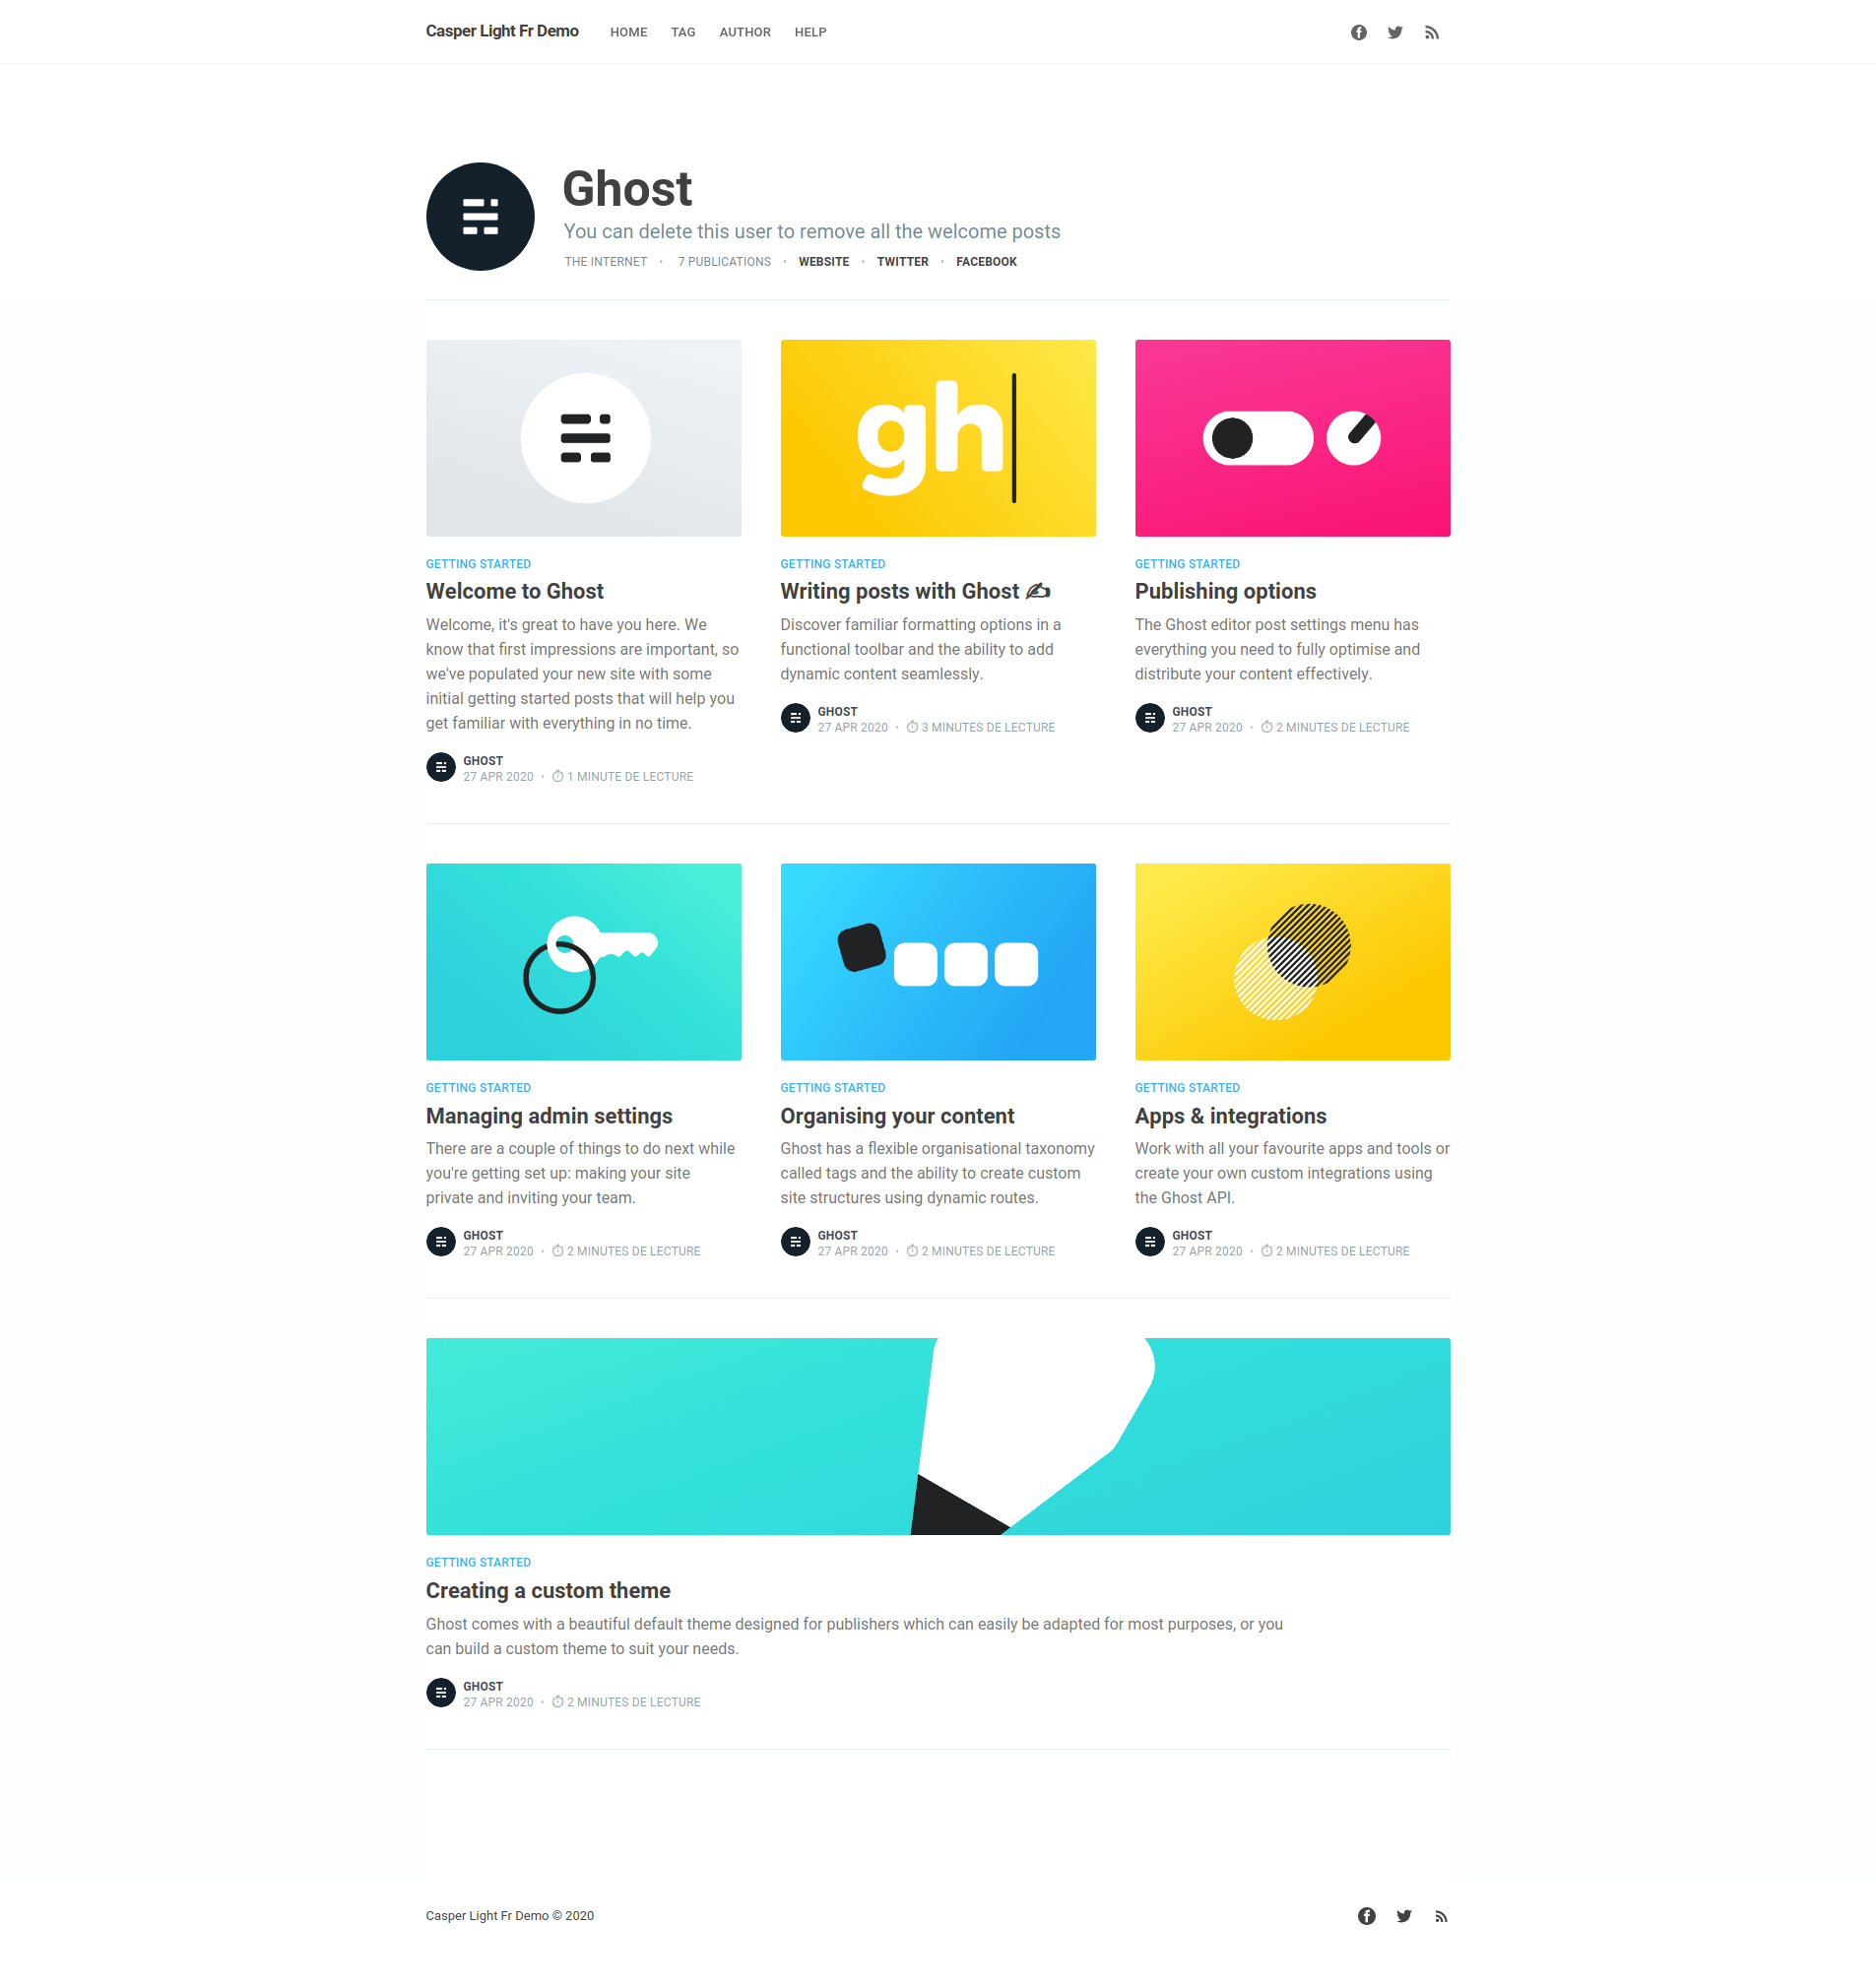 Casper Light Fr Demo HOME TAG AUTHOR HELP
Ghost
You can delete this user to remove all the welcome posts
THE INTERNET • 7 PUBLICATIONS • WEBSITE • TWITTER • FACEBOOK
gh
GETTING STARTED
Welcome to Ghost
Welcome, it's great to have you here. We
know that first impressions are important, so
we've populated your new site with some
initial getting started posts that will help you
get familiar with everything in no time.
GHOST
27 APR 2020 • ⏱ 1 MINUTE DE LECTURE
GETTING STARTED
Writing posts with Ghost ✍
Discover familiar formatting options in a
functional toolbar and the ability to add
dynamic content seamlessly.
GHOST
27 APR 2020 • ⏱ 3 MINUTES DE LECTURE
GETTING STARTED
Publishing options
The Ghost editor post settings menu has
everything you need to fully optimise and
distribute your content effectively.
GHOST
27 APR 2020 • ⏱ 2 MINUTES DE LECTURE
GETTING STARTED
Managing admin settings
There are a couple of things to do next while
you're getting set up: making your site
private and inviting your team.
GHOST
27 APR 2020 • ⏱ 2 MINUTES DE LECTURE
GETTING STARTED
Organising your content
Ghost has a flexible organisational taxonomy
called tags and the ability to create custom
site structures using dynamic routes.
GHOST
27 APR 2020 • ⏱ 2 MINUTES DE LECTURE
GETTING STARTED
Apps & integrations
Work with all your favourite apps and tools or
create your own custom integrations using
the Ghost API.
GHOST
27 APR 2020 • ⏱ 2 MINUTES DE LECTURE
GETTING STARTED
Creating a custom theme
Ghost comes with a beautiful default theme designed for publishers which can easily be adapted for most purposes, or you
can build a custom theme to suit your needs.
GHOST
27 APR 2020 • ⏱ 2 MINUTES DE LECTURE
Casper Light Fr Demo © 2020